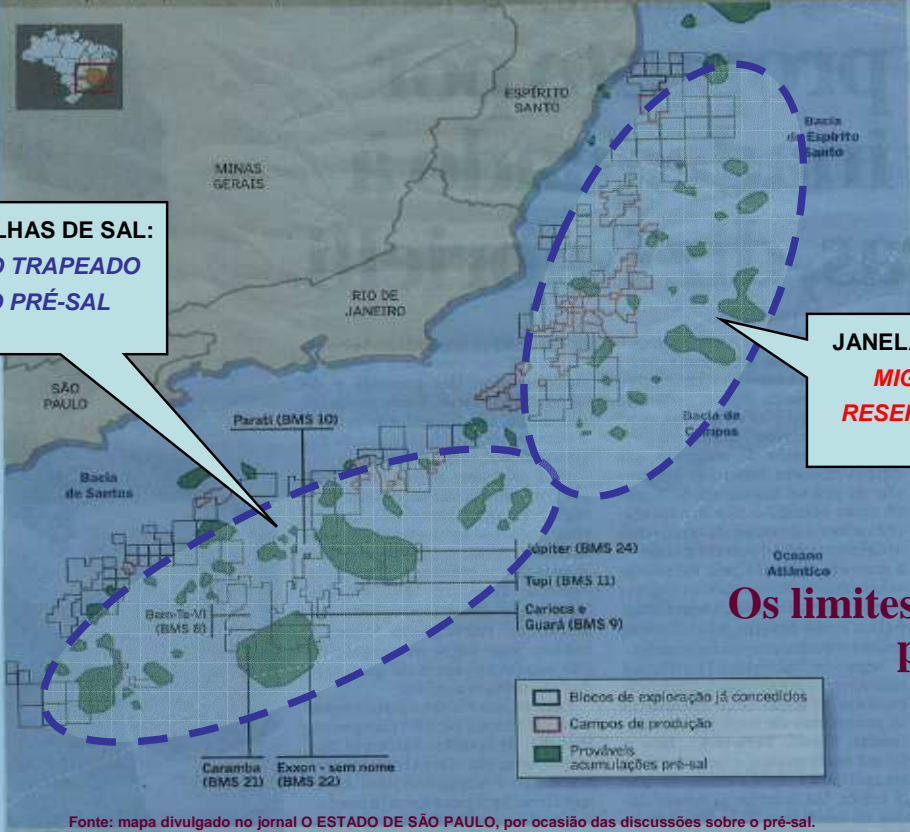 ESPÍRITO
SANTO
Bacia
do Espírito
Santo
MINAS
GERAIS
LHAS DE SAL:
O TRAPEADO
O PRÉ-SAL
RIO DE
JANEIRO
JANEL
MIG
RESE
SÃO
PAULO
Parati (BMS 10)
Bacia de
Campos
Bacia
de Santos
Júpiter (BMS 24)
Oceano
Atlântico
Tupi (BMS 11)
Os limites
p
Carioca e
Guará (BMS 9)
Bem-Te-Vi
(BMS 8)
Blocos de exploração já concedidos
Campos de produção
Prováveis
acumulações pré-sal
Caramba
(BMS 21)
Exxon - sem nome
(BMS 22)
Fonte: mapa divulgado no jornal O ESTADO DE SÃO PAULO, por ocasião das discussões sobre o pré-sal.